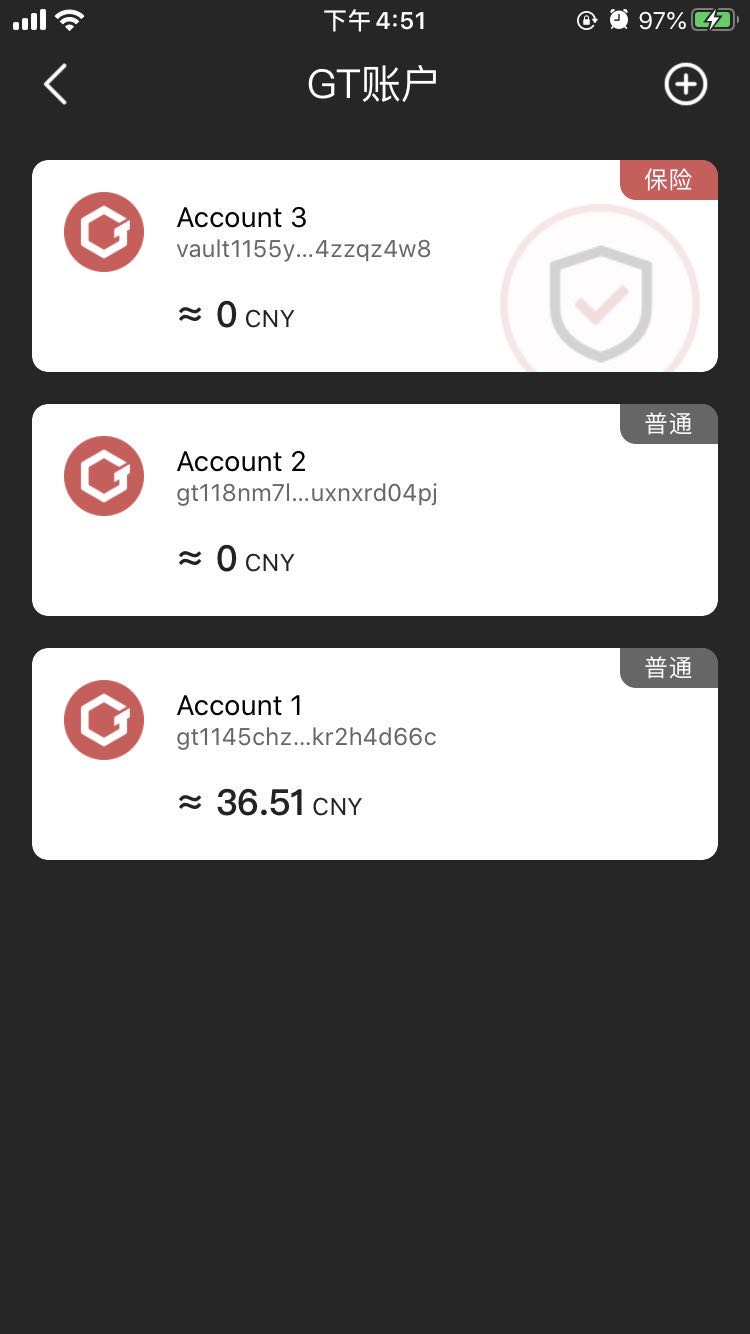 下午4:51
97%
GT账户
保险
Account 3
vault1155y...4zzqz4w8
≈ 0 CNY
普通
Account 2
gt118nm7l...uxnxrd04pj
≈ 0 CNY
普通
Account 1
gt1145chz...kr2h4d66c
≈ 36.51 CNY